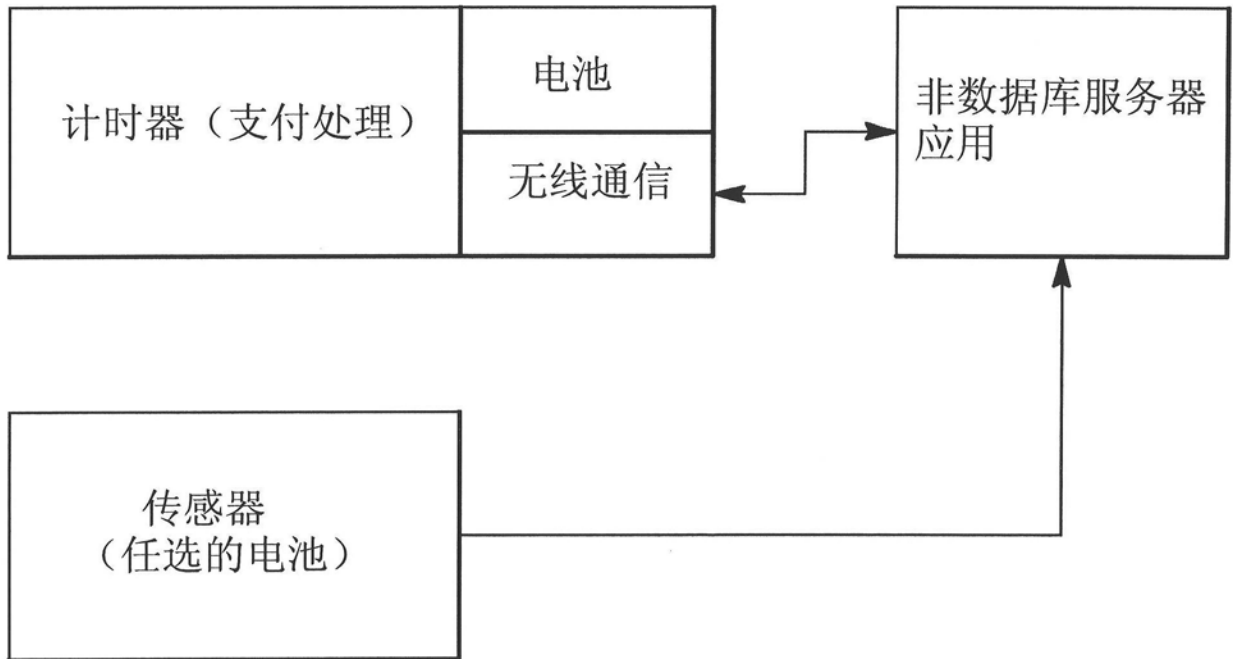 计时器（支付处理）
电池
无线通信
非数据库服务器
应用
传感器
（任选的电池）